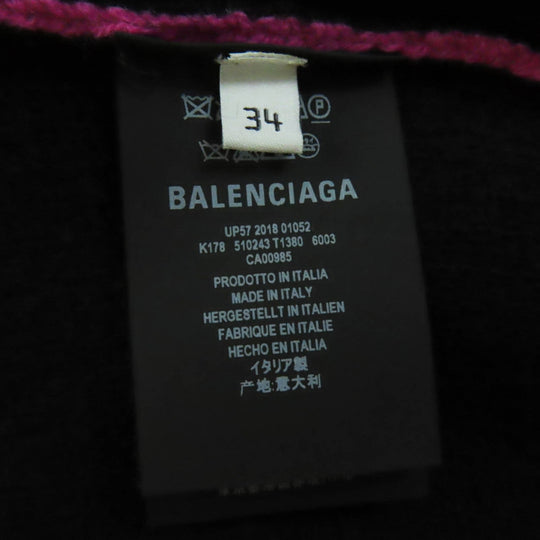 34
BALENCIAGA
UP57 2018 01052
K178 510243 T1380 6003
CA00985
PRODOTTO IN ITALIA
MADE IN ITALY
HERGESTELLT IN ITALIEN
FABRIQUE EN ITALIE
HECHO EN ITALIA
イタリア製
产地:意大利